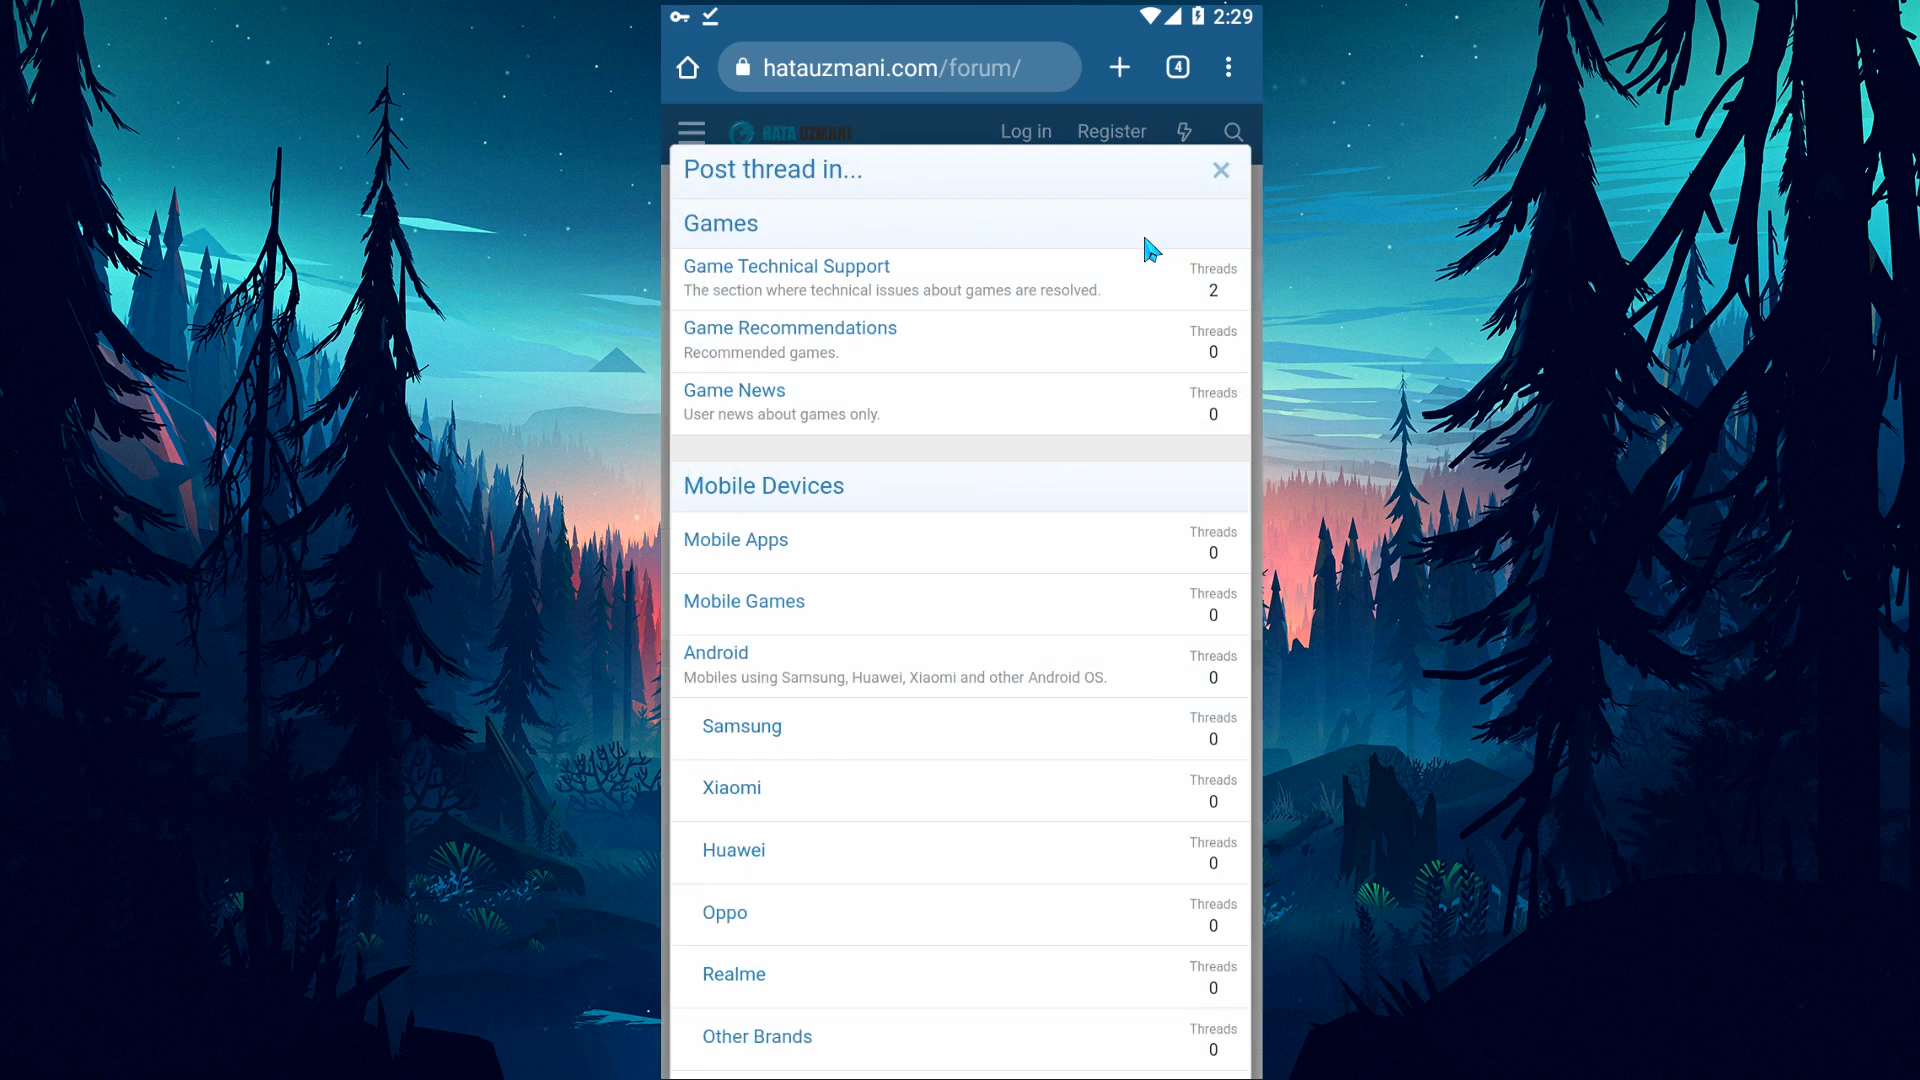 2:29
hatauzmani.com/forum/
4
HATA UZMANI
Log in
Register
Post thread in...
Games
Game Technical Support
The section where technical issues about games are resolved.
Threads
2
Game Recommendations
Recommended games.
Threads
0
Game News
User news about games only.
Threads
0
Mobile Devices
Mobile Apps
Threads
0
Mobile Games
Threads
0
Android
Mobiles using Samsung, Huawei, Xiaomi and other Android OS.
Threads
0
Samsung
Threads
0
Xiaomi
Threads
0
Huawei
Threads
0
Oppo
Threads
0
Realme
Threads
0
Other Brands
Threads
0